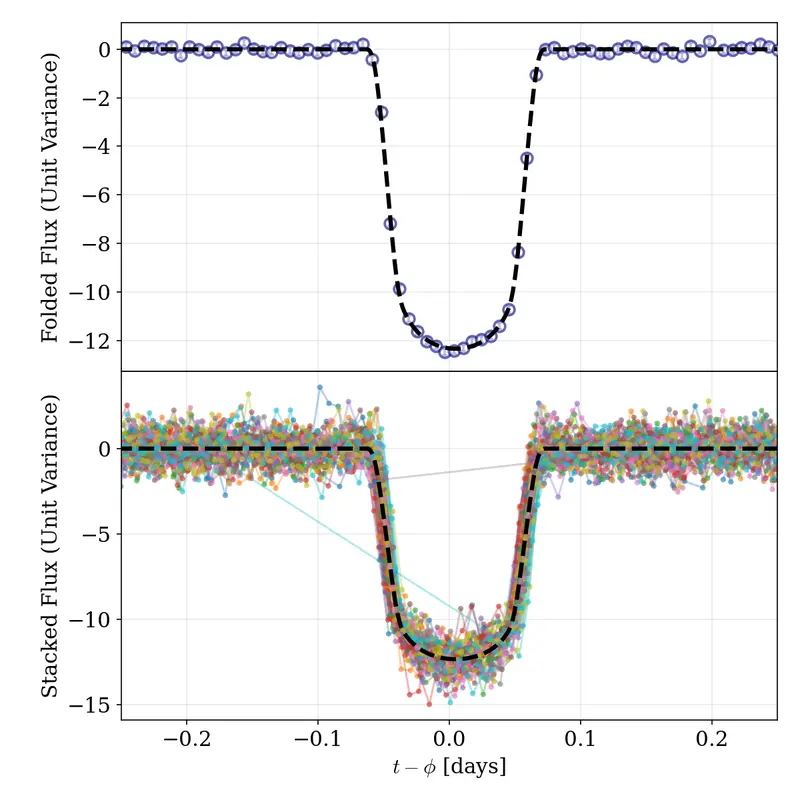 Folded Flux (Unit Variance)
0
−2
−4
−6
−8
−10
−12
Stacked Flux (Unit Variance)
0
−5
−10
−15
−0.2 −0.1 0.0 0.1 0.2
t − ϕ [days]